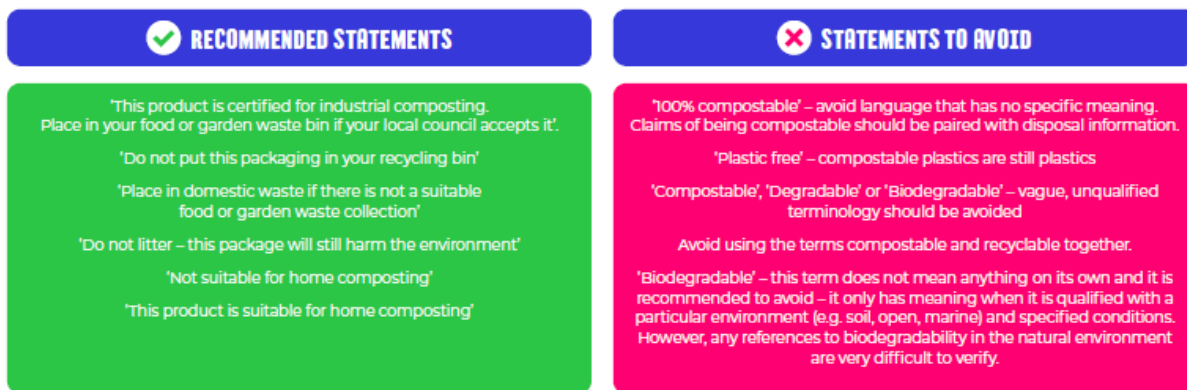 RECOMMENDED STATEMENTS
'This product is certified for industrial composting.
Place in your food or garden waste bin if your local council accepts it'.
'Do not put this packaging in your recycling bin'
'Place in domestic waste if there is not a suitable
food or garden waste collection'
'Do not litter – this package will still harm the environment'
'Not suitable for home composting'
'This product is suitable for home composting'
STATEMENTS TO AVOID
'100% compostable' – avoid language that has no specific meaning.
Claims of being compostable should be paired with disposal information.
'Plastic free' – compostable plastics are still plastics
'Compostable', 'Degradable' or 'Biodegradable' – vague, unqualified
terminology should be avoided
Avoid using the terms compostable and recyclable together.
'Biodegradable' – this term does not mean anything on its own and it is
recommended to avoid – it only has meaning when it is qualified with a
particular environment (e.g. soil, open, marine) and specified conditions.
However, any references to biodegradability in the natural environment
are very difficult to verify.